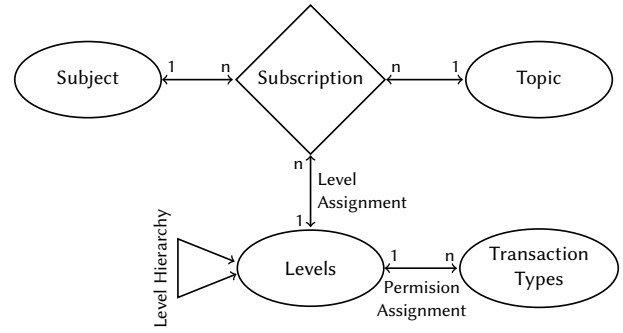 Subject
1
n
Subscription
n
1
Topic
n
Level
Assignment
1
Level Hierarchy
Levels
1
n
Permision
Assignment
Transaction
Types